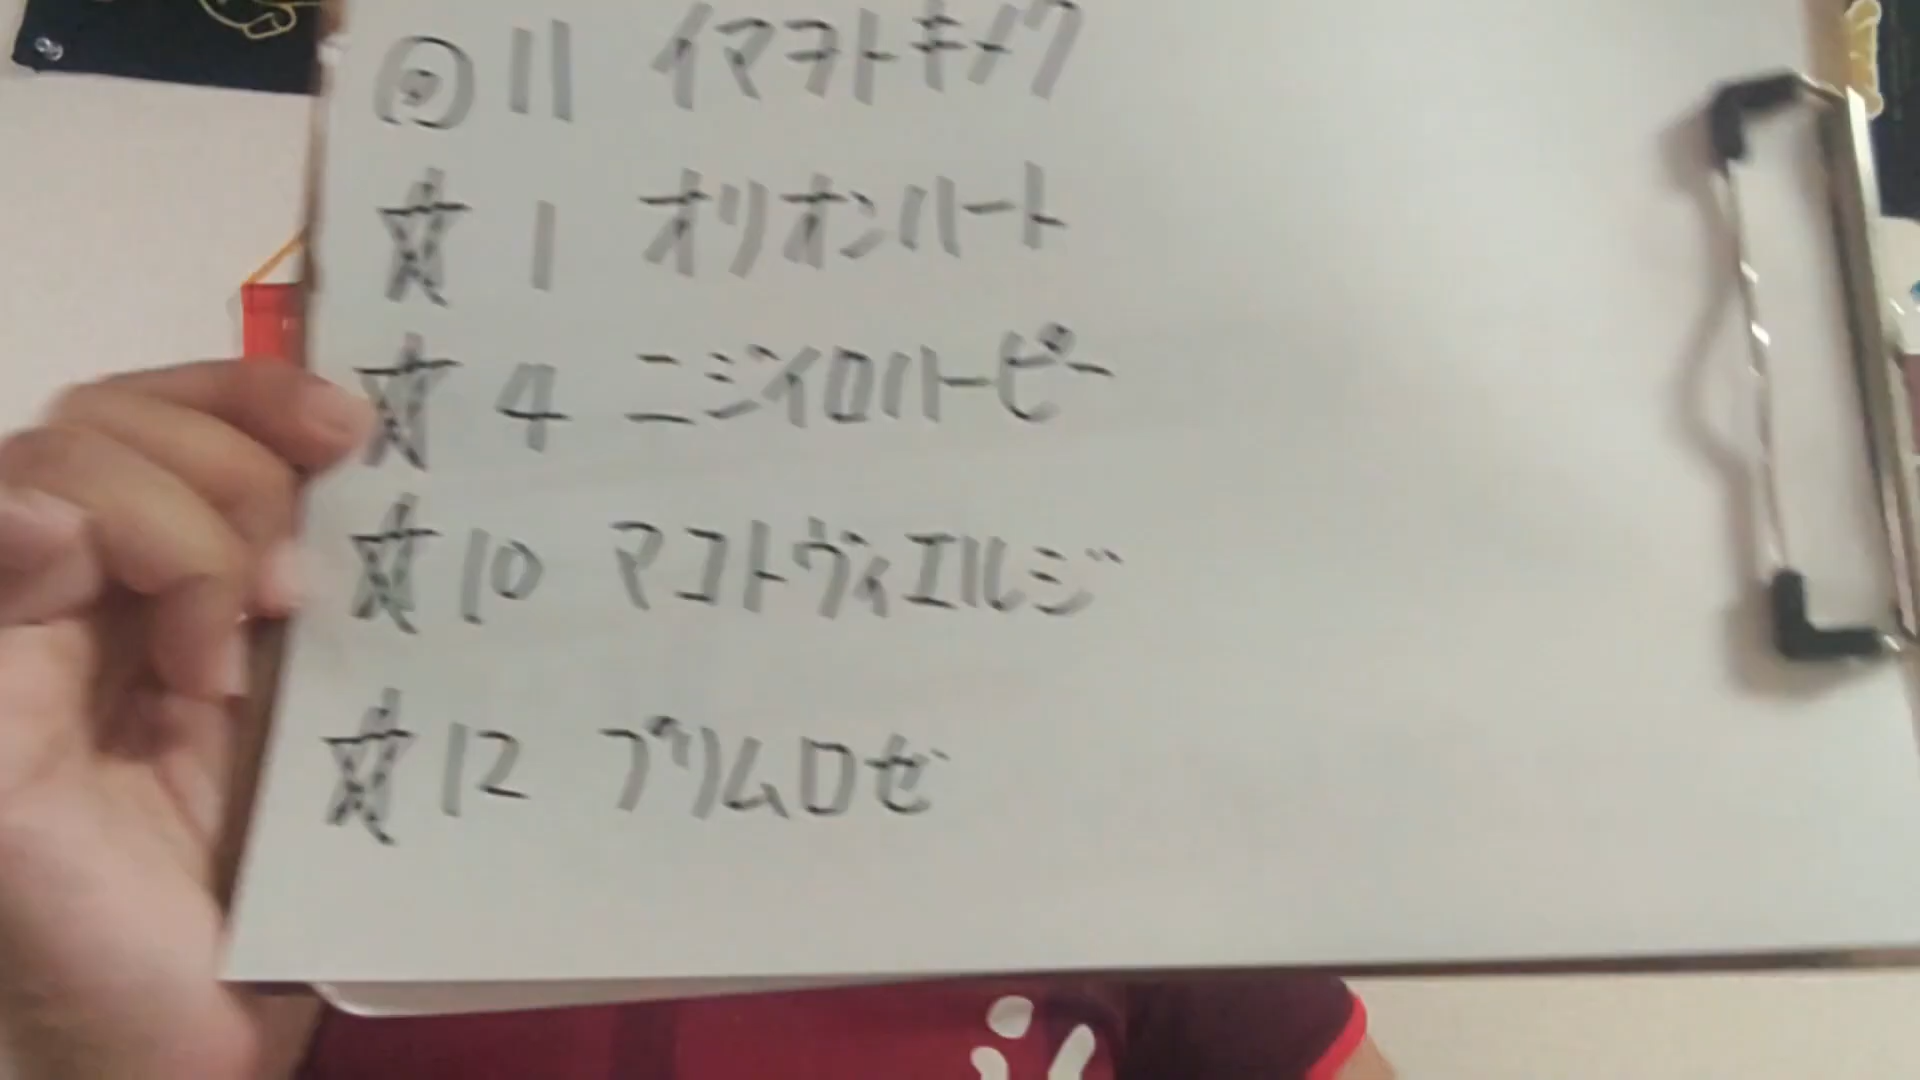 ◎ 11 イマヲトキメク
☆ 1 オリオンハート
☆ 4 ニジイロハーピー
☆ 10 マコトヴィエルジ
☆ 12 プリムロゼ